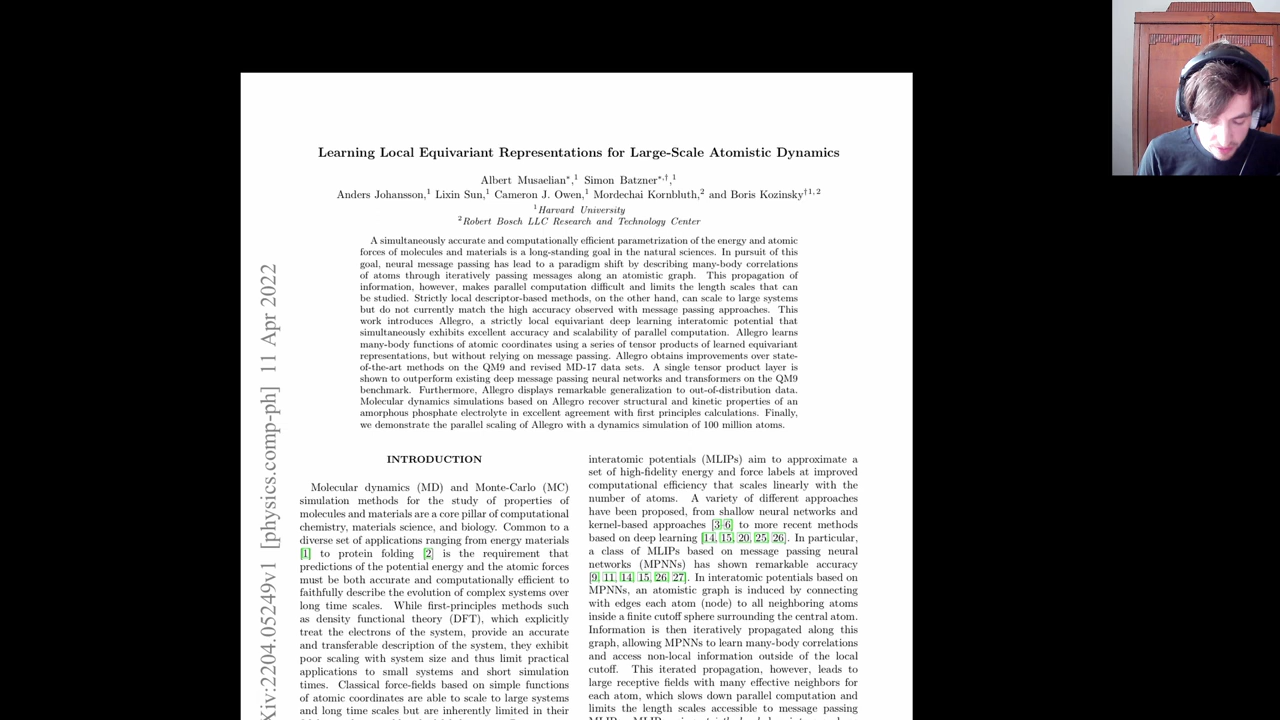 Learning Local Equivariant Representations for Large-Scale Atomistic Dynamics
Albert Musaelian*,1 Simon Batzner*,†,1
Anders Johansson,1 Lixin Sun,1 Cameron J. Owen,1 Mordechai Kornbluth,2 and Boris Kozinsky†1,2
1Harvard University
2Robert Bosch LLC Research and Technology Center
A simultaneously accurate and computationally efficient parametrization of the energy and atomic
forces of molecules and materials is a long-standing goal in the natural sciences. In pursuit of this
goal, neural message passing has lead to a paradigm shift by describing many-body correlations
of atoms through iteratively passing messages along an atomistic graph. This propagation of
information, however, makes parallel computation difficult and limits the length scales that can
be studied. Strictly local descriptor-based methods, on the other hand, can scale to large systems
but do not currently match the high accuracy observed with message passing approaches. This
work introduces Allegro, a strictly local equivariant deep learning interatomic potential that
simultaneously exhibits excellent accuracy and scalability of parallel computation. Allegro learns
many-body functions of atomic coordinates using a series of tensor products of learned equivariant
representations, but without relying on message passing. Allegro obtains improvements over state-
of-the-art methods on the QM9 and revised MD-17 data sets. A single tensor product layer is
shown to outperform existing deep message passing neural networks and transformers on the QM9
benchmark. Furthermore, Allegro displays remarkable generalization to out-of-distribution data.
Molecular dynamics simulations based on Allegro recover structural and kinetic properties of an
amorphous phosphate electrolyte in excellent agreement with first principles calculations. Finally,
we demonstrate the parallel scaling of Allegro with a dynamics simulation of 100 million atoms.
Xiv:2204.05249v1 [physics.comp-ph] 11 Apr 2022
INTRODUCTION
Molecular dynamics (MD) and Monte-Carlo (MC)
simulation methods for the study of properties of
molecules and materials are a core pillar of computational
chemistry, materials science, and biology. Common to a
diverse set of applications ranging from energy materials
[1] to protein folding [2] is the requirement that
predictions of the potential energy and the atomic forces
must be both accurate and computationally efficient to
faithfully describe the evolution of complex systems over
long time scales. While first-principles methods such
as density functional theory (DFT), which explicitly
treat the electrons of the system, provide an accurate
and transferable description of the system, they exhibit
poor scaling with system size and thus limit practical
applications to small systems and short simulation
times. Classical force-fields based on simple functions
of atomic coordinates are able to scale to large systems
and long time scales but are inherently limited in their
interatomic potentials (MLIPs) aim to approximate a
set of high-fidelity energy and force labels at improved
computational efficiency that scales linearly with the
number of atoms. A variety of different approaches
have been proposed, from shallow neural networks and
kernel-based approaches [3–6] to more recent methods
based on deep learning [14, 15, 20, 25, 26]. In particular,
a class of MLIPs based on message passing neural
networks (MPNNs) has shown remarkable accuracy
[9, 11, 14, 15, 26, 27]. In interatomic potentials based on
MPNNs, an atomistic graph is induced by connecting
with edges each atom (node) to all neighboring atoms
inside a finite cutoff sphere surrounding the central atom.
Information is then iteratively propagated along this
graph, allowing MPNNs to learn many-body correlations
and access non-local information outside of the local
cutoff. This iterated propagation, however, leads to
large receptive fields with many effective neighbors for
each atom, which slows down parallel computation and
limits the length scales accessible to message passing